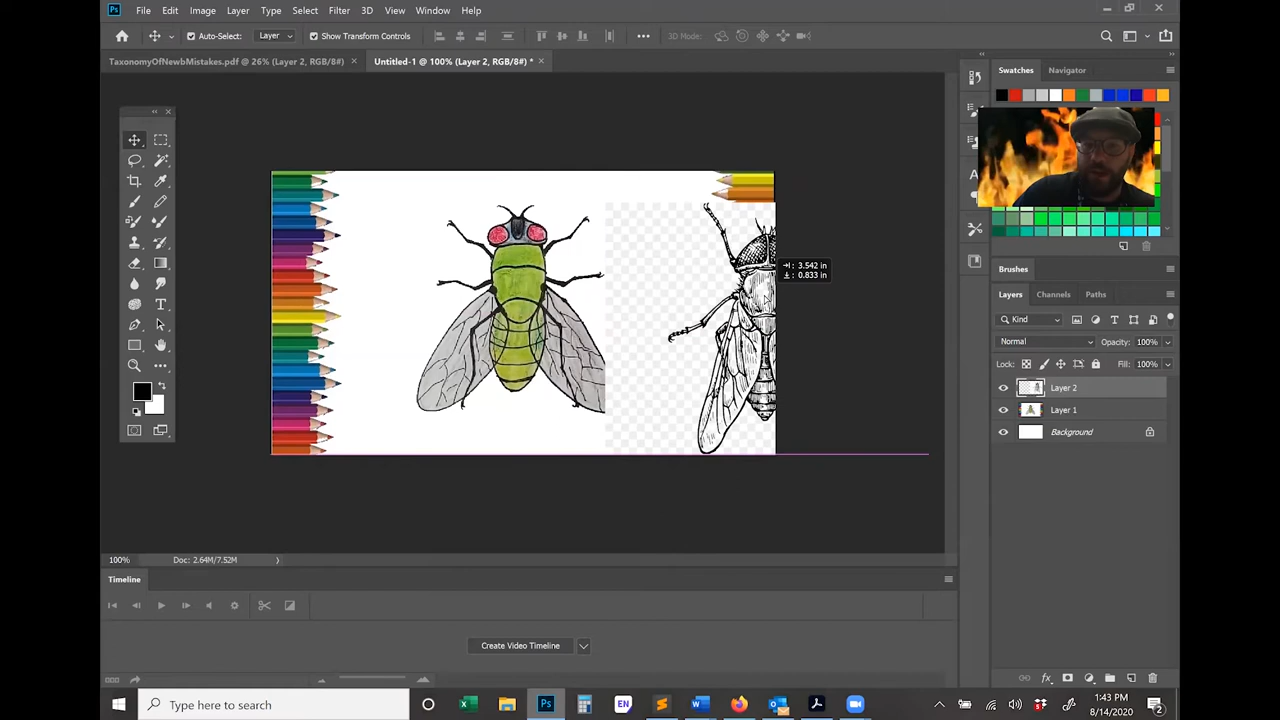 Ps File Edit Image Layer Type Select Filter 3D View Window Help
Auto-Select: Layer Show Transform Controls 3D Mode:
TaxonomyOfNewbMistakes.pdf @ 26% (Layer 2, RGB/8#) × Untitled-1 @ 100% (Layer 2, RGB/8#) * ×
Swatches Navigator
: 3.542 in
: 0.833 in
Brushes
Layers Channels Paths
Kind
Normal Opacity: 100%
Lock: Fill: 100%
Layer 2
Layer 1
Background
100% Doc: 2.64M/7.52M
Timeline
Create Video Timeline
Type here to search
EN
Ps
1:43 PM
8/14/2020
2